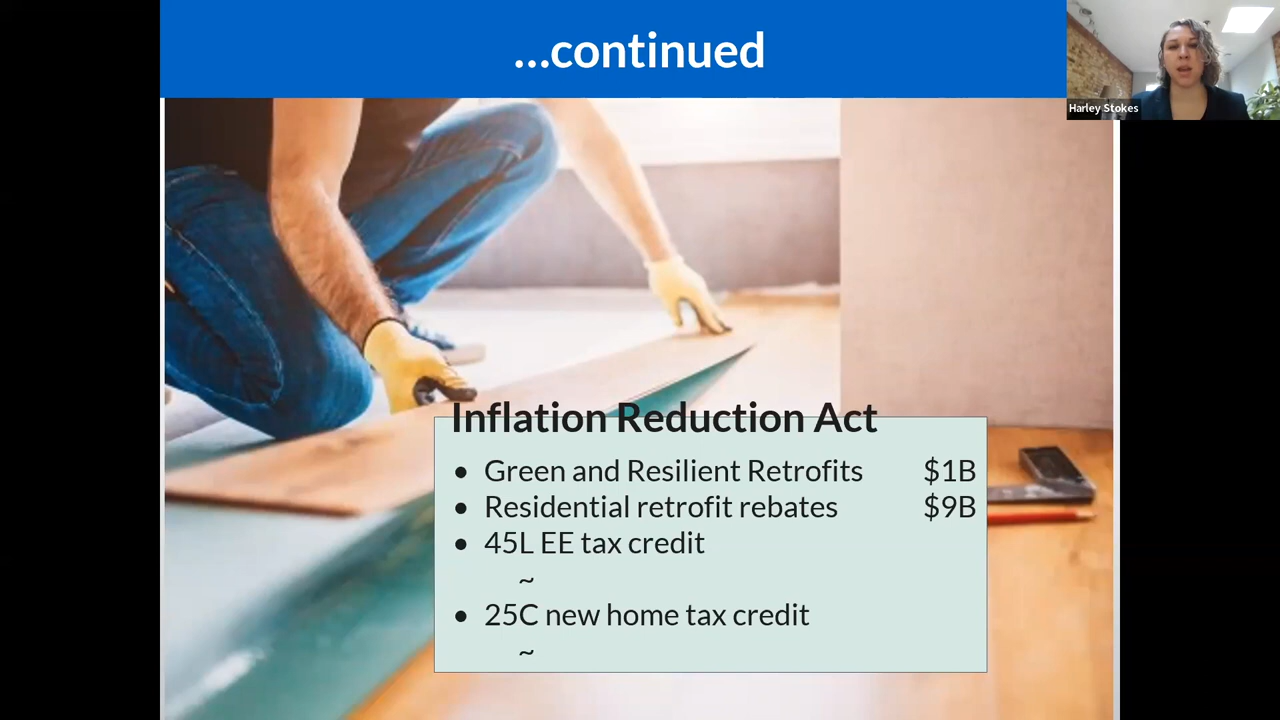 ...continued
Harley Stokes
Inflation Reduction Act
• Green and Resilient Retrofits $1B
• Residential retrofit rebates $9B
• 45L EE tax credit
~
• 25C new home tax credit
~